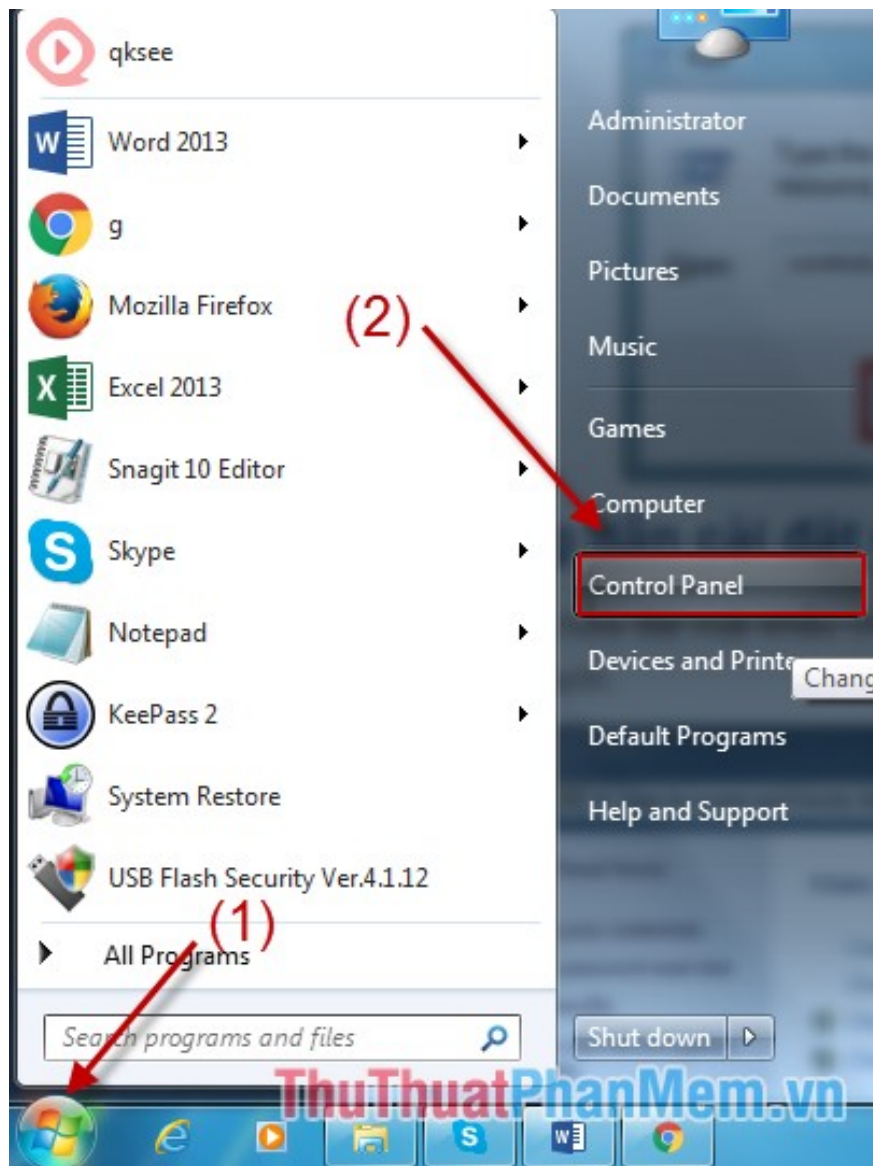 qksee
Word 2013
g
Mozilla Firefox
(2)
Excel 2013
Snagit 10 Editor
Skype
Notepad
KeePass 2
System Restore
USB Flash Security Ver.4.1.12
(1)
All Programs
Search programs and files
Administrator
Documents
Pictures
Music
Games
Computer
Control Panel
Devices and Printe
Chang
Default Programs
Help and Support
Shut down
ThuThuatPhanMem.vn